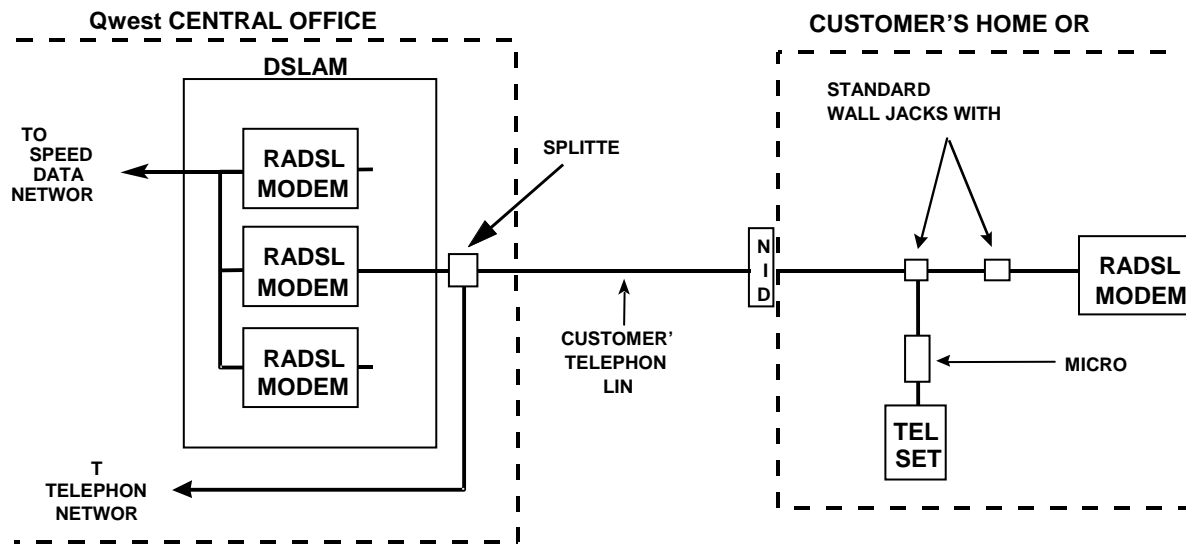 Qwest CENTRAL OFFICE
CUSTOMER'S HOME OR
DSLAM
TO
SPEED
DATA
NETWOR
RADSL
MODEM
RADSL
MODEM
RADSL
MODEM
SPLITTE
STANDARD
WALL JACKS WITH
N
I
D
RADSL
MODEM
CUSTOMER'
TELEPHON
LIN
MICRO
TEL
SET
T
TELEPHON
NETWOR